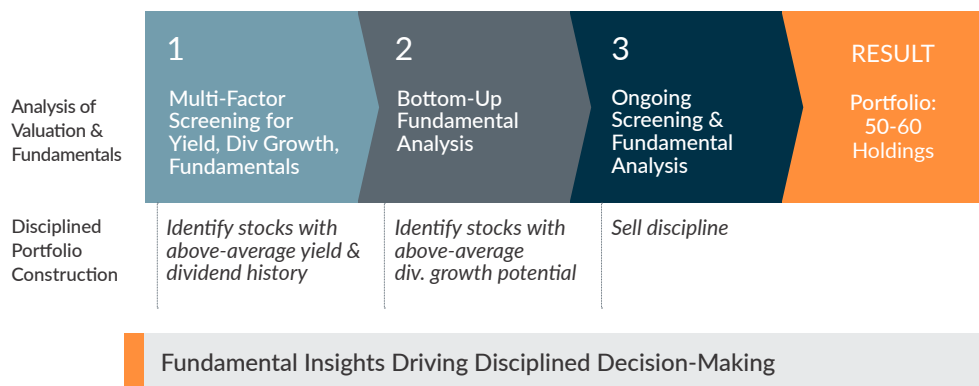 Analysis of
Valuation &
Fundamentals
1
Multi-Factor
Screening for
Yield, Div Growth,
Fundamentals
2
Bottom-Up
Fundamental
Analysis
3
Ongoing
Screening &
Fundamental
Analysis
RESULT
Portfolio:
50-60
Holdings
Disciplined
Portfolio
Construction
Identify stocks with
above-average yield &
dividend history
Identify stocks with
above-average
div. growth potential
Sell discipline
Fundamental Insights Driving Disciplined Decision-Making